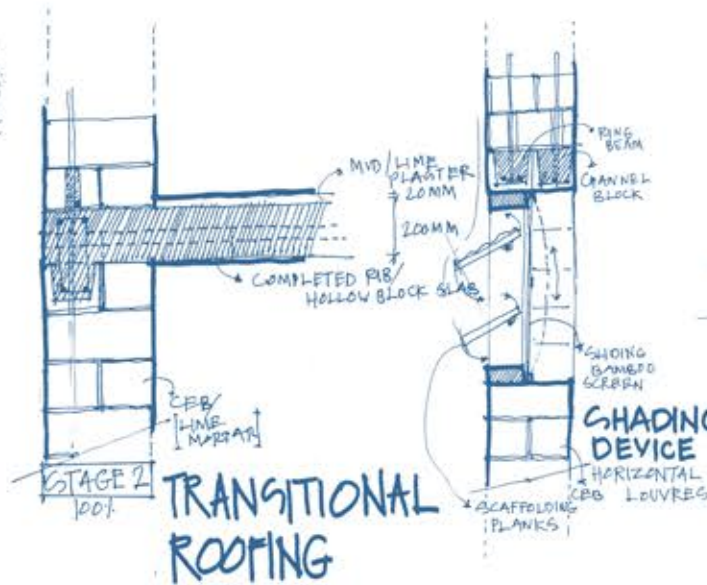 MUD/LIME
PLASTER
20MM
200MM
COMPLETED RIB/
HOLLOW BLOCK SLAB
CEB/
LIME
MORTAR
STAGE 2
100%
TRANSITIONAL
ROOFING
RING
BEAM
CHANNEL
BLOCK
SLIDING
BAMBOO
SCREEN
SHADING
DEVICE
HORIZONTAL
LOUVRES
CEB
SCAFFOLDING
PLANKS